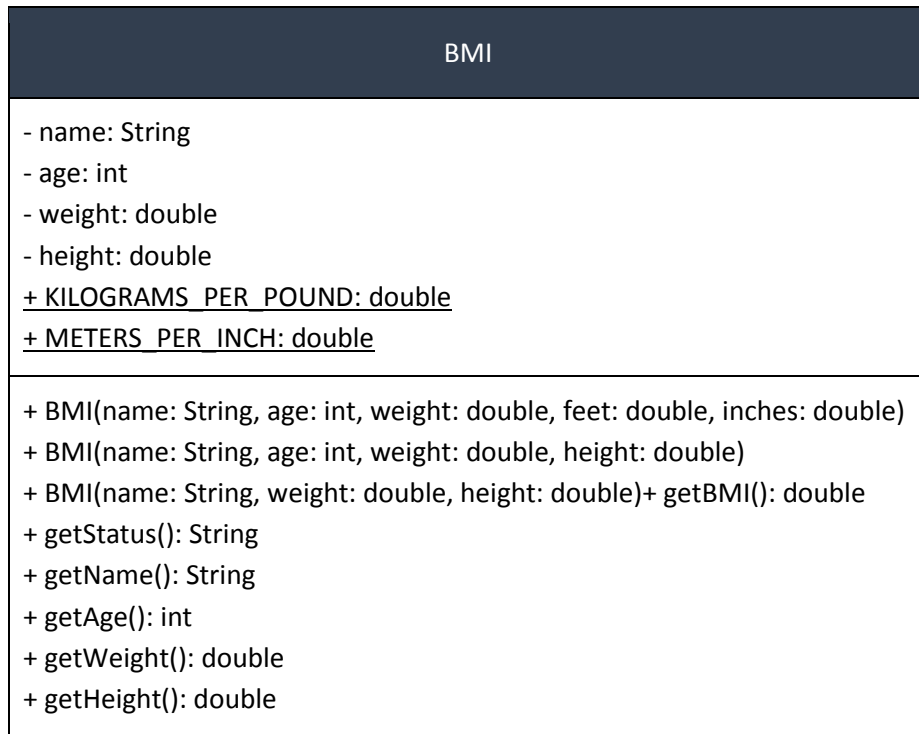 BMI
- name: String
- age: int
- weight: double
- height: double
+ KILOGRAMS_PER_POUND: double
+ METERS_PER_INCH: double
+ BMI(name: String, age: int, weight: double, feet: double, inches: double)
+ BMI(name: String, age: int, weight: double, height: double)
+ BMI(name: String, weight: double, height: double)+ getBMI(): double
+ getStatus(): String
+ getName(): String
+ getAge(): int
+ getWeight(): double
+ getHeight(): double